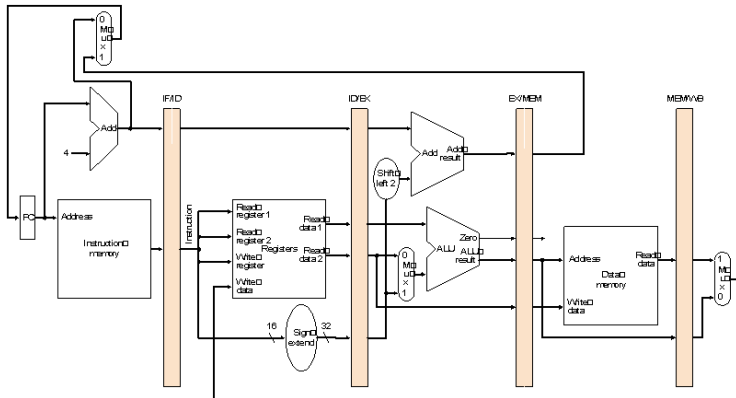 0
M
u
x
1
IF/ID
ID/EX
EX/MEM
MEM/WB
Add
4
Add
Add
result
Shift
left 2
PC
Address
Instruction
memory
Instruction
Read
register 1
Read
register 2
Registers
Write
register
Write
data
Read
data 1
Read
data 2
16
Sign
extend
32
0
M
u
x
1
ALU
Zero
ALU
result
Address
Data
memory
Write
data
Read
data
1
M
u
x
0